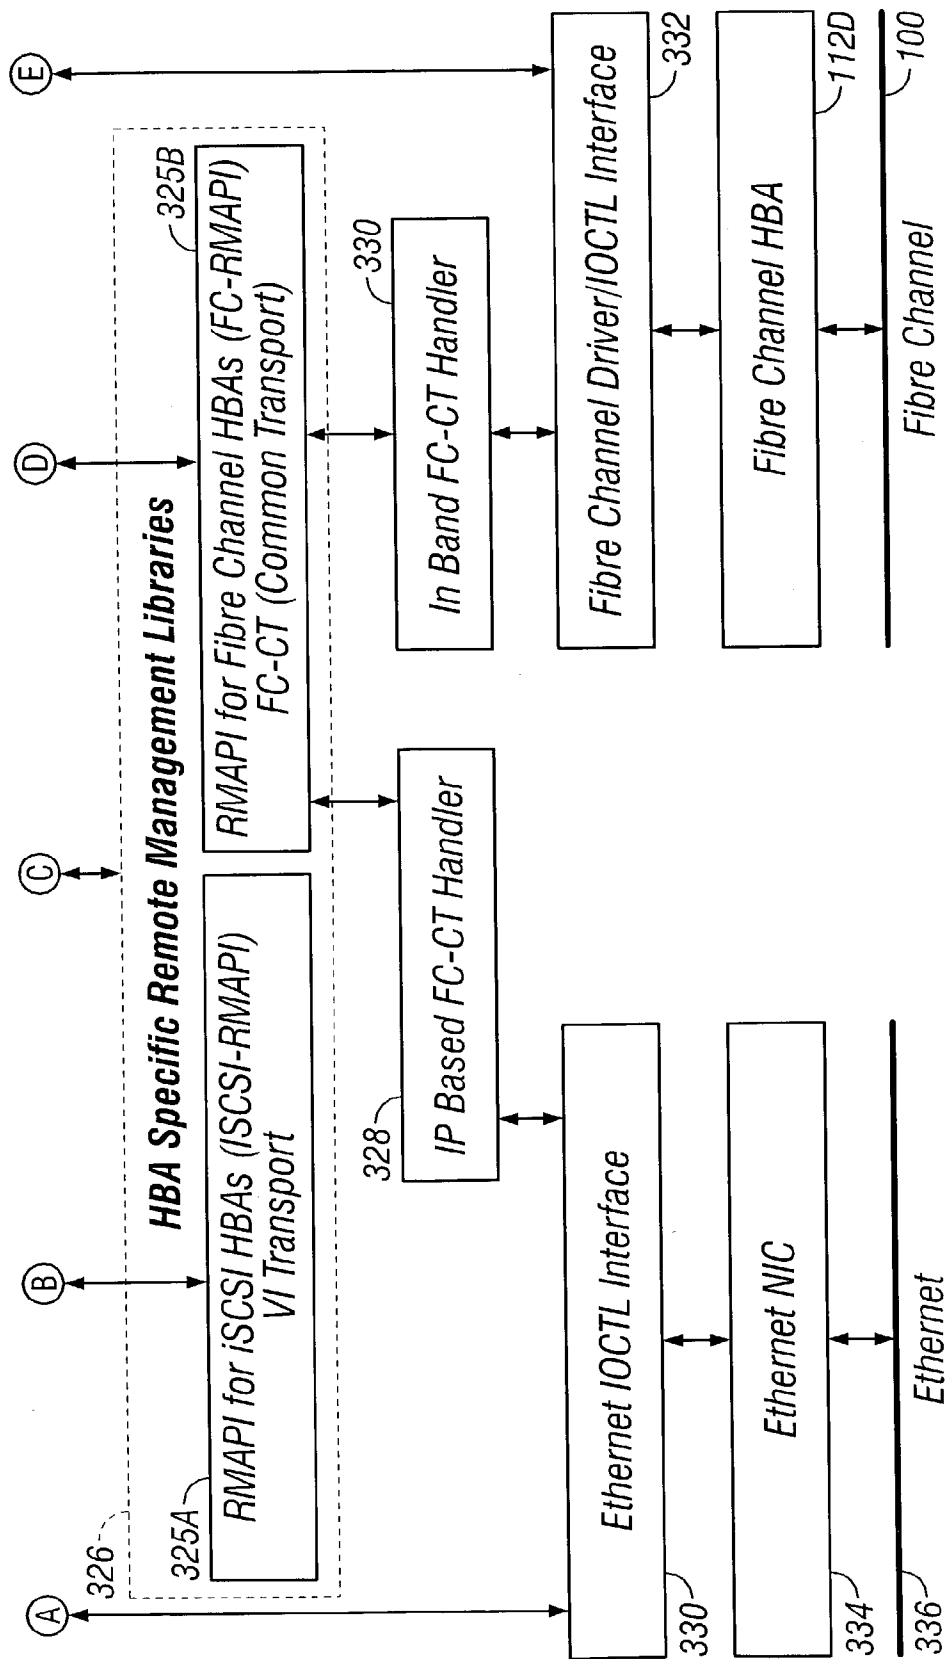 A
B
C
D
E
326
HBA Specific Remote Management Libraries
325A
325B
RMAPI for iSCSI HBAs (ISCSI-RMAPI)
VI Transport
RMAPI for Fibre Channel HBAs (FC-RMAPI)
FC-CT (Common Transport)
328
IP Based FC-CT Handler
330
In Band FC-CT Handler
Ethernet IOCTL Interface
330
Fibre Channel Driver/IOCTL Interface
332
Ethernet NIC
334
Fibre Channel HBA
112D
336
Ethernet
100
Fibre Channel